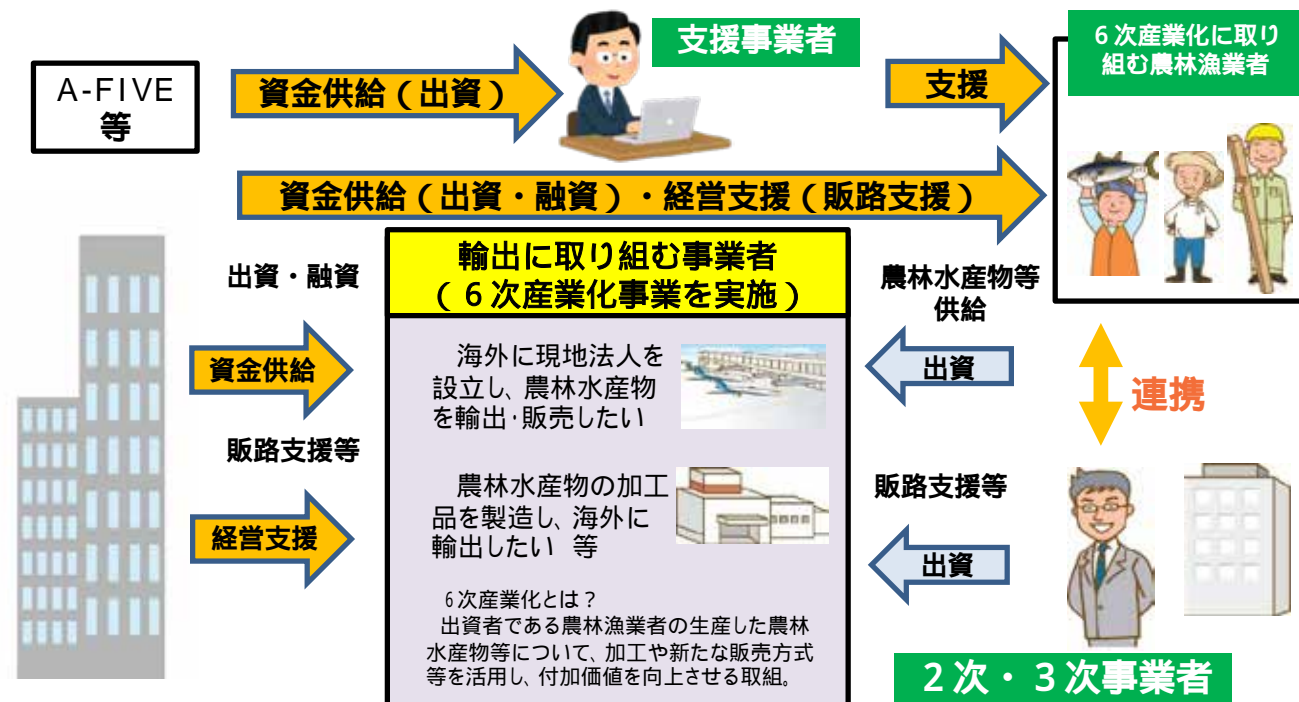 A-FIVE
等
資金供給(出資)
支援事業者
支援
6次産業化に取り
組む農林漁業者
資金供給(出資・融資)・経営支援(販路支援)
出資・融資
資金供給
販路支援等
経営支援
輸出に取り組む事業者
(6次産業化事業を実施)
海外に現地法人を
設立し、農林水産物
を輸出・販売したい
農林水産物の加工
品を製造し、海外に
輸出したい 等
6次産業化とは?
出資者である農林漁業者の生産した農林
水産物等について、加工や新たな販売方式
等を活用し、付加価値を向上させる取組。
農林水産物等
供給
出資
連携
販路支援等
出資
2次・3次事業者